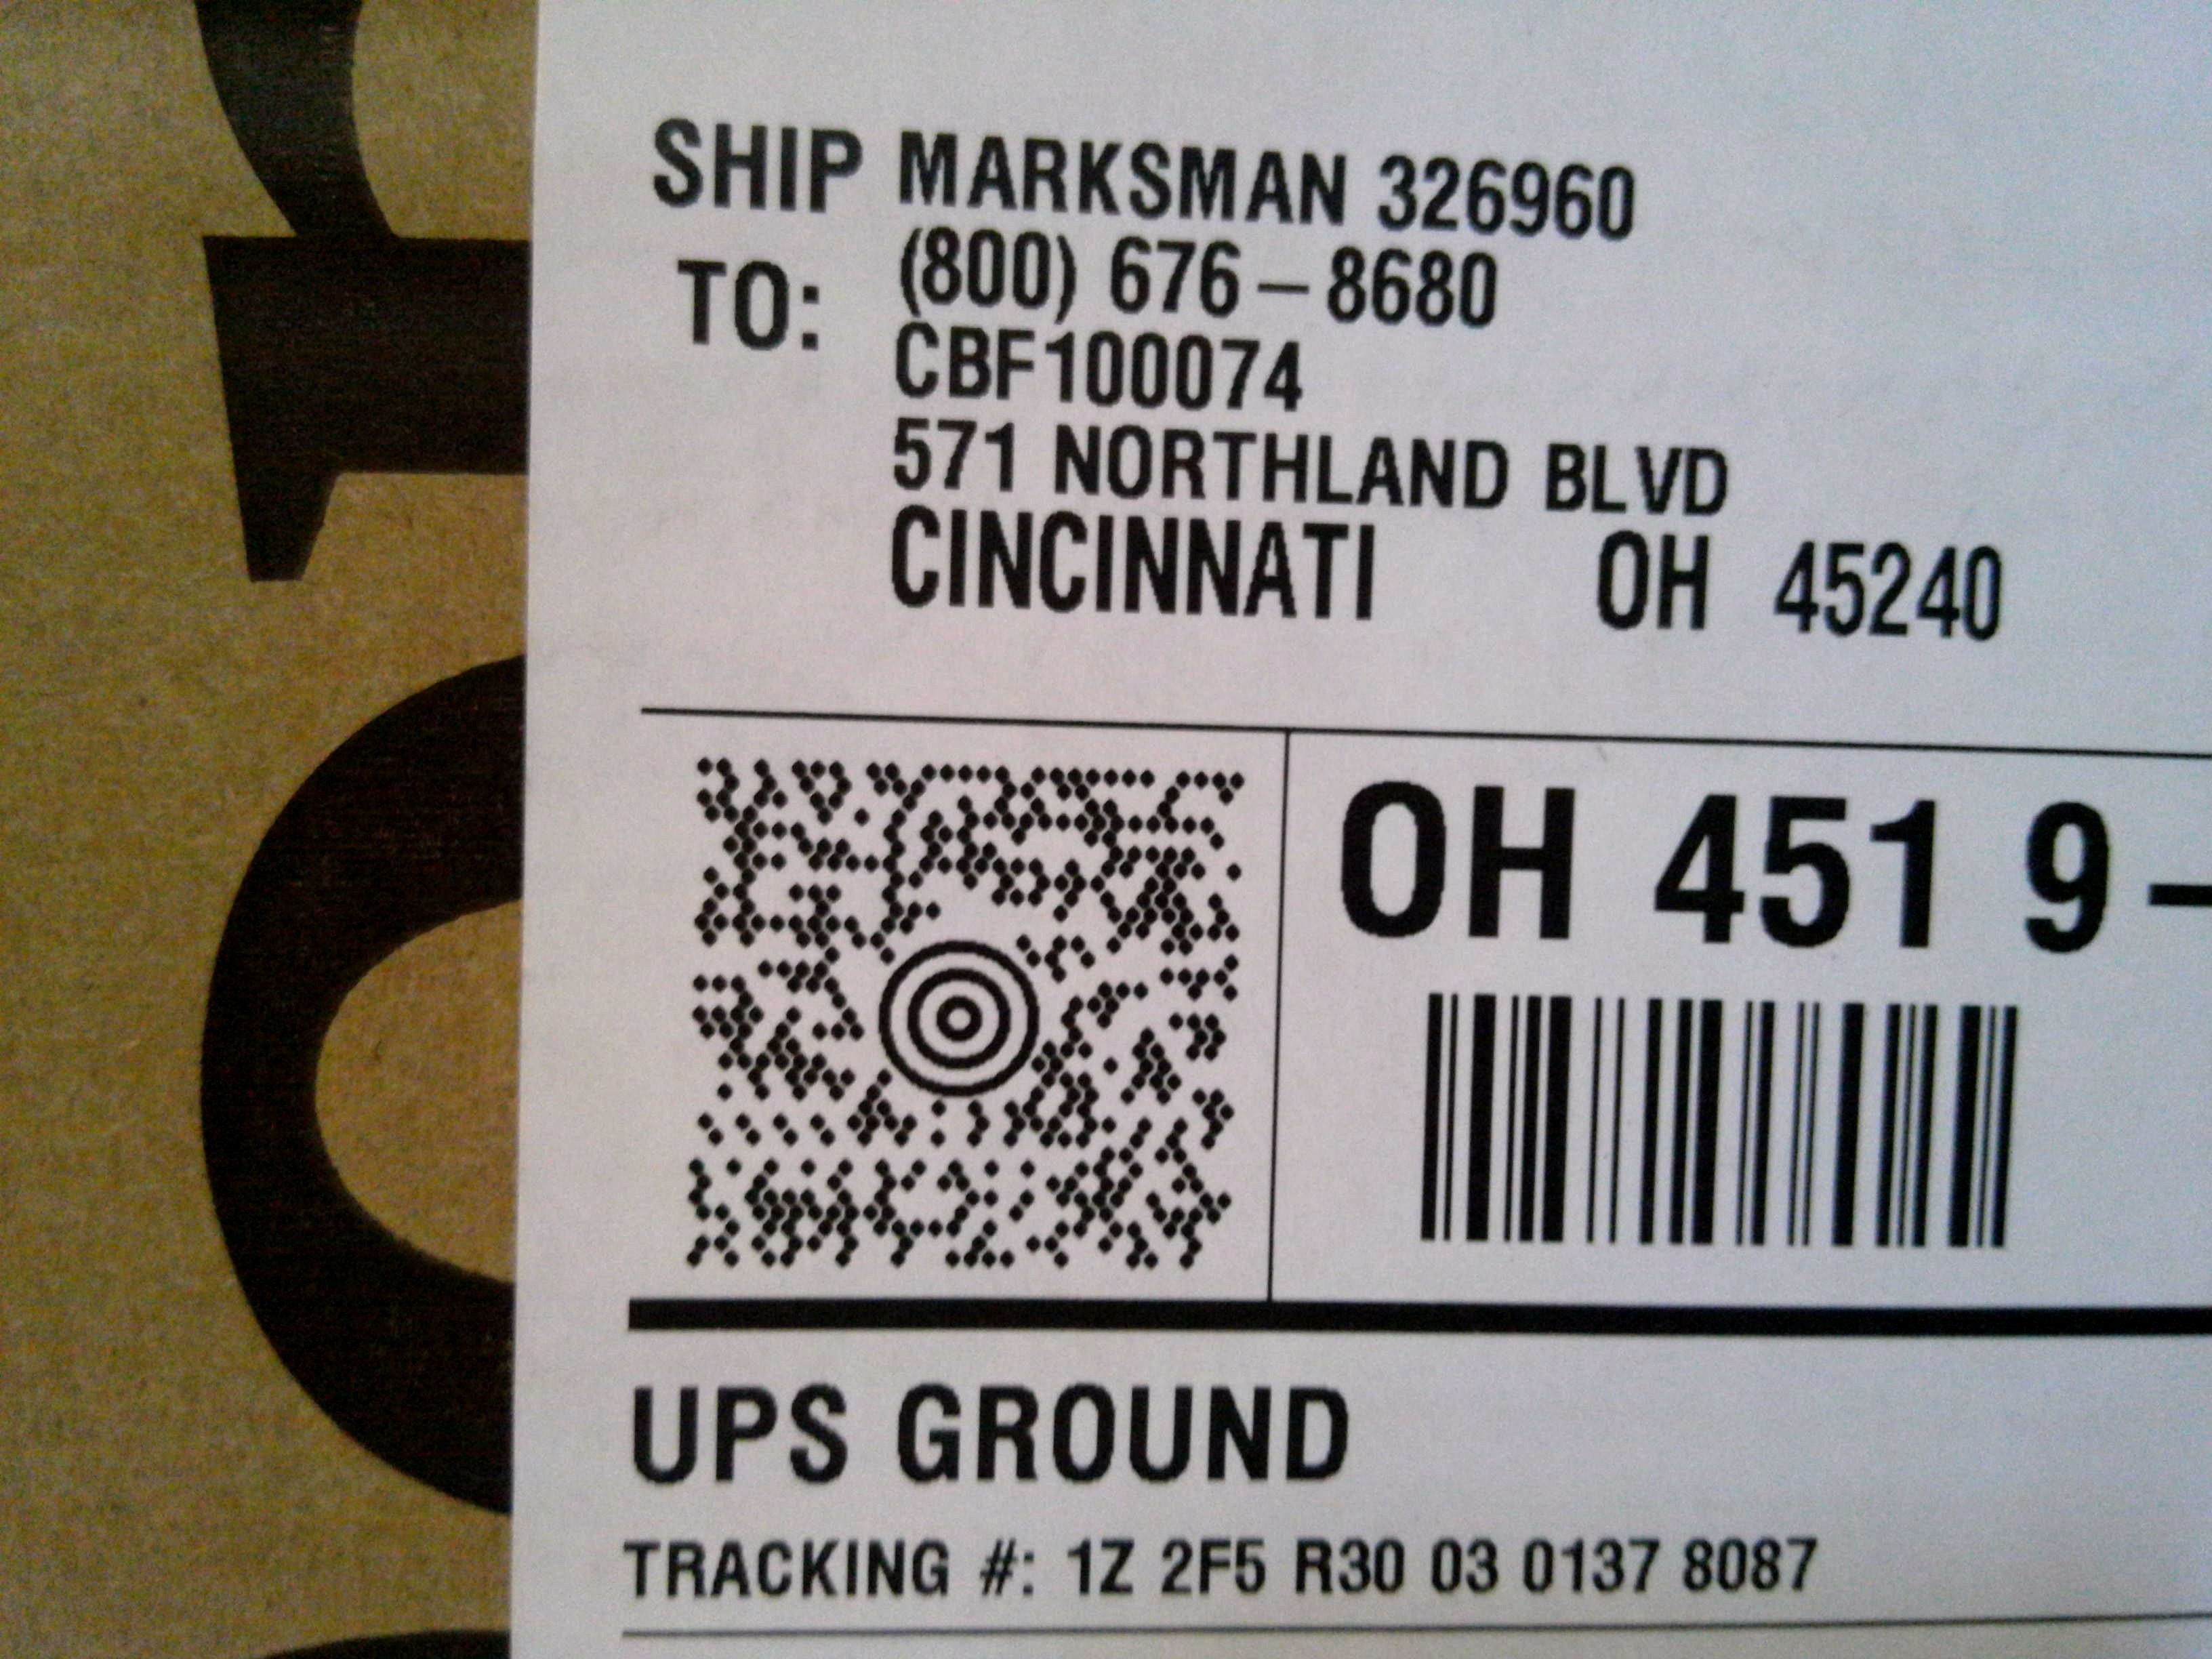 SHIP MARKSMAN 326960
TO: (800) 676-8680
CBF100074
571 NORTHLAND BLVD
CINCINNATI OH 45240
OH 451 9-
UPS GROUND
TRACKING #: 1Z 2F5 R30 03 0137 8087